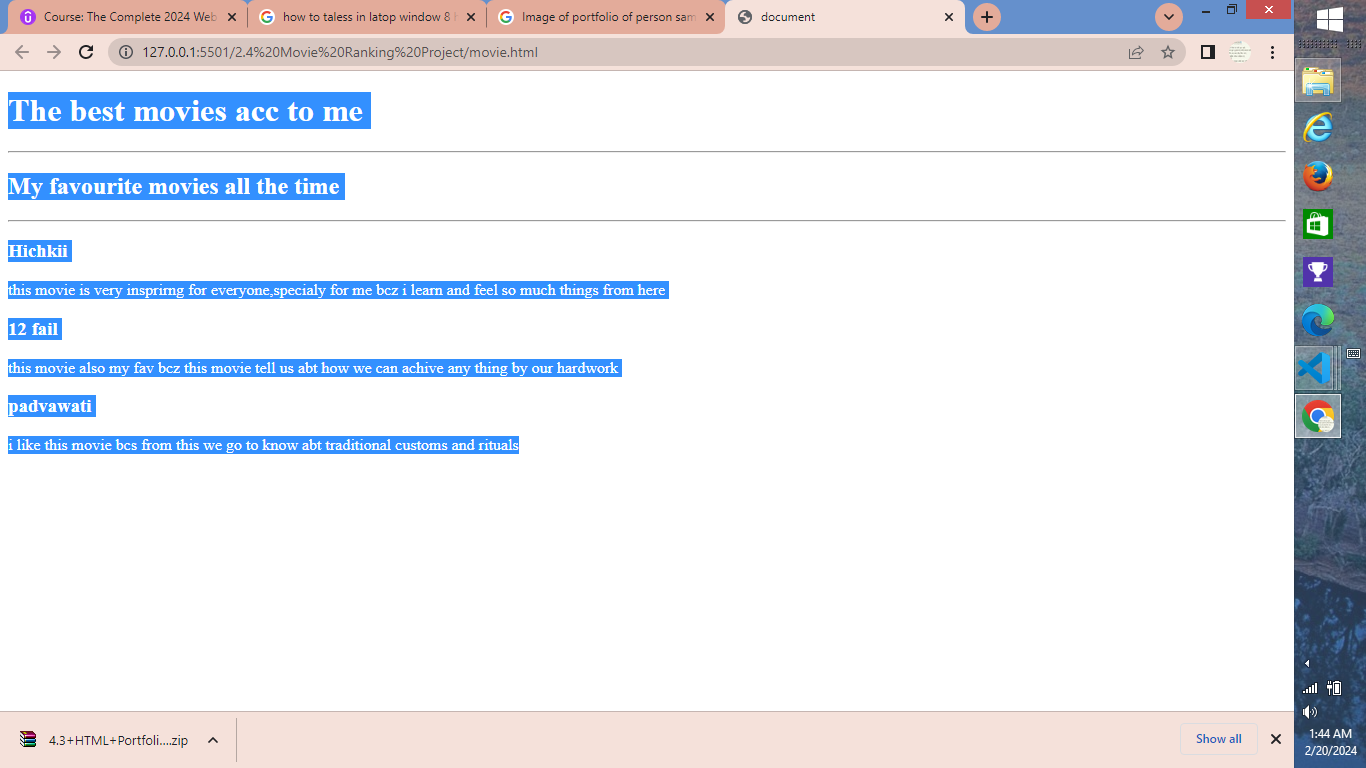 Course: The Complete 2024 Web
how to taless in latop window 8
Image of portfolio of person sam
document
127.0.0.1:5501/2.4%20Movie%20Ranking%20Project/movie.html
The best movies acc to me
My favourite movies all the time
Hichkii
this movie is very insprirng for everyone,specialy for me bcz i learn and feel so much things from here
12 fail
this movie also my fav bcz this movie tell us abt how we can achive any thing by our hardwork
padvawati
i like this movie bcs from this we go to know abt traditional customs and rituals
4.3+HTML+Portfoli....zip
Show all
1:44 AM
2/20/2024